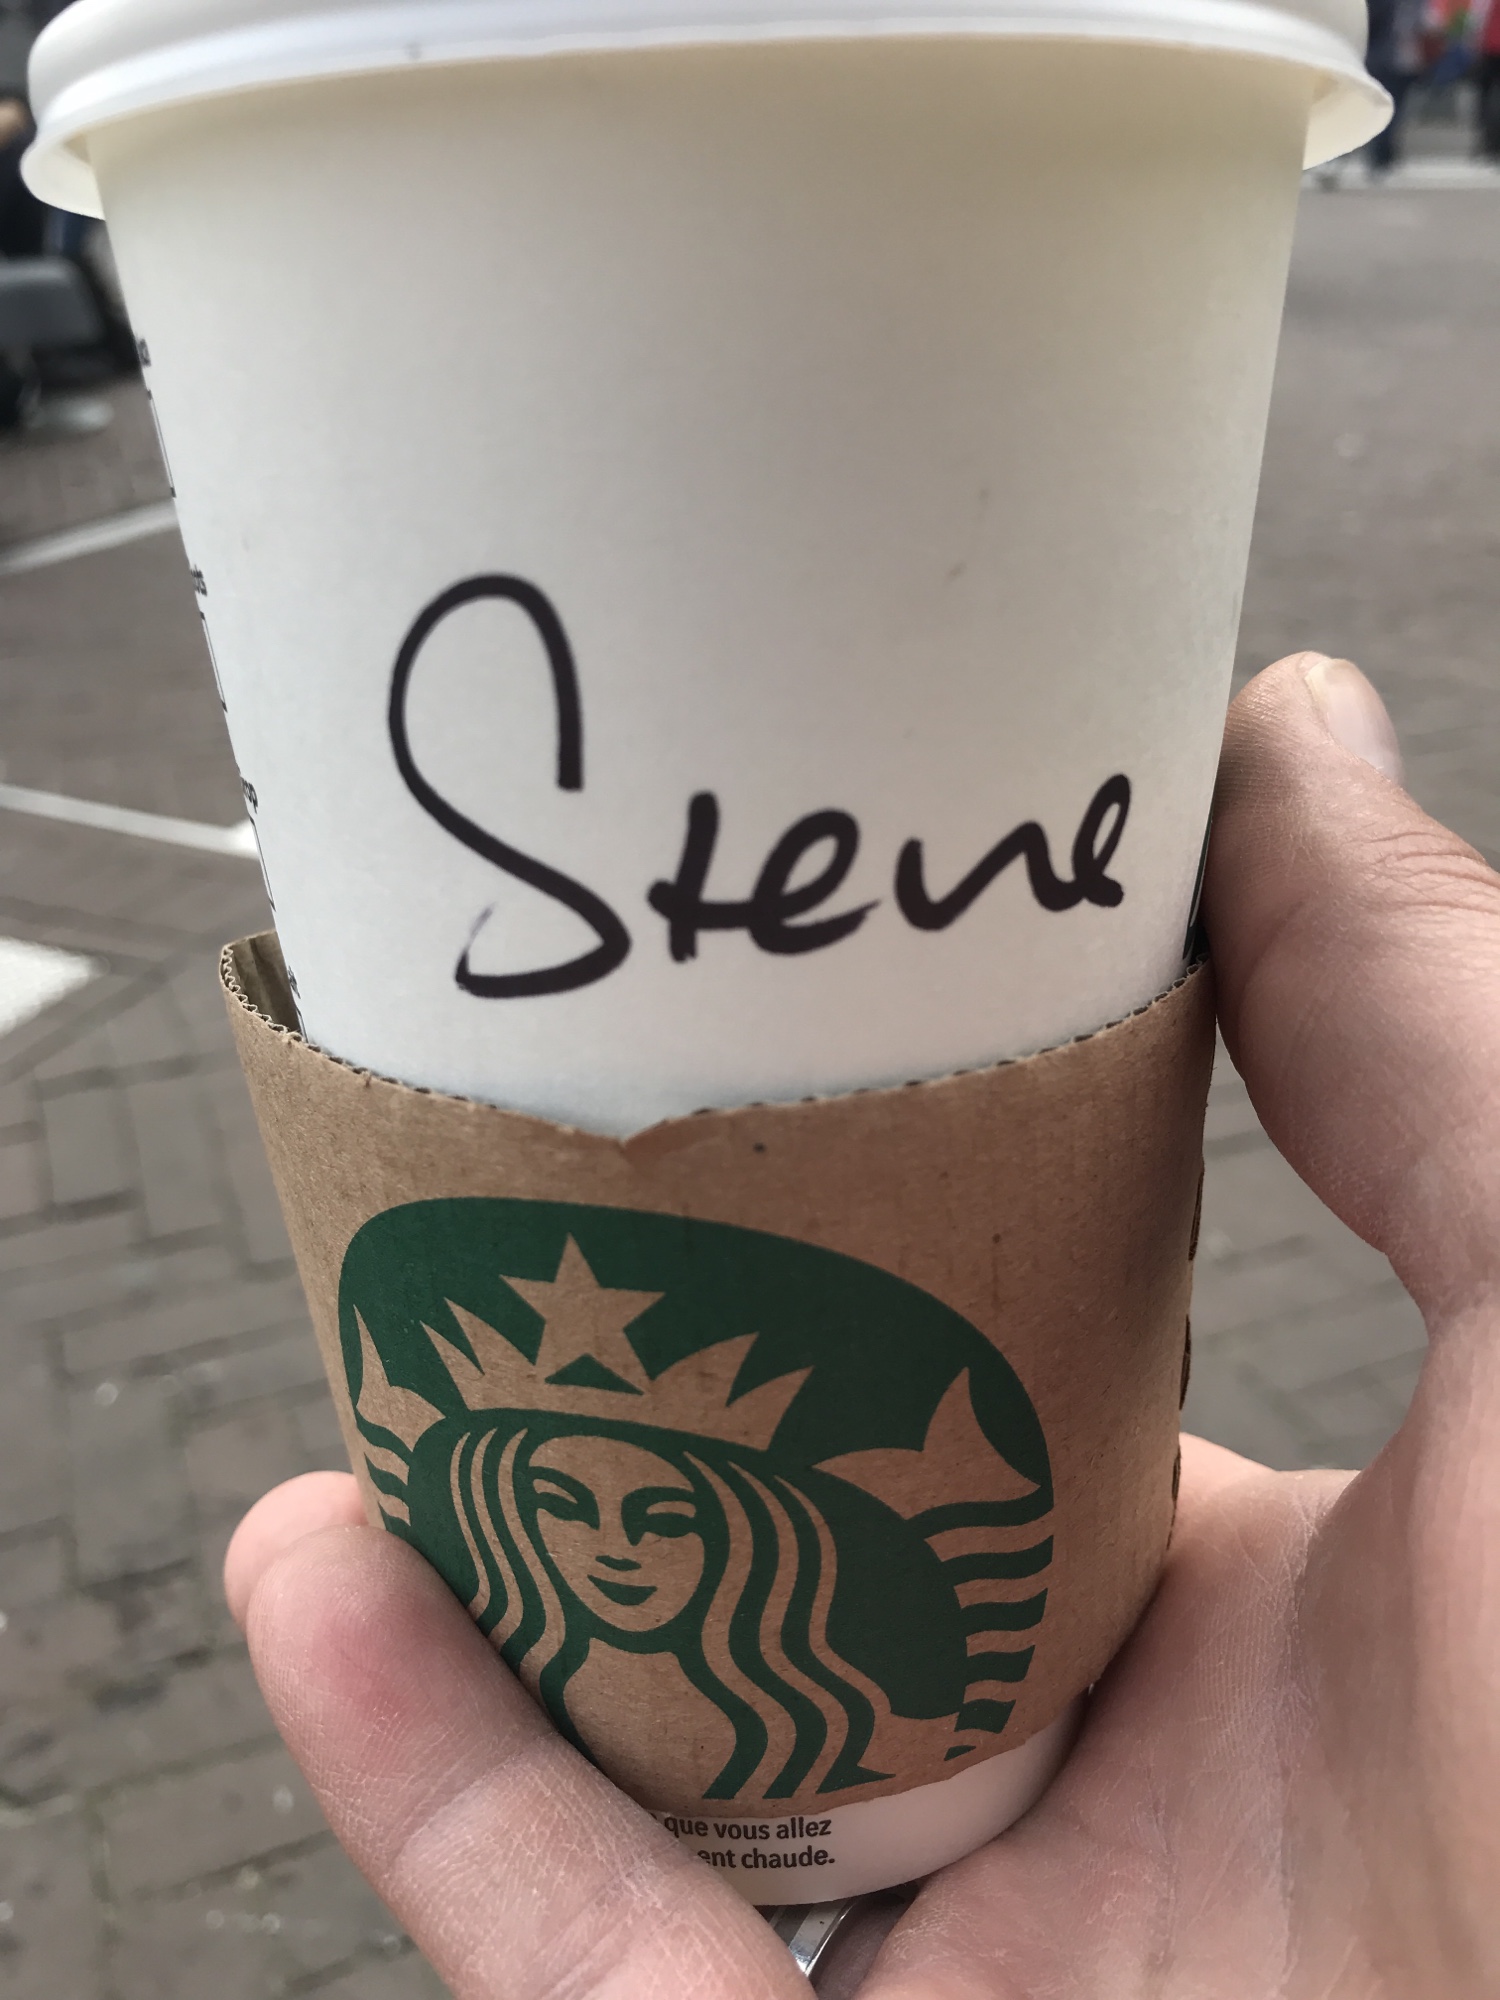 Steve
que vous allez
ent chaude.